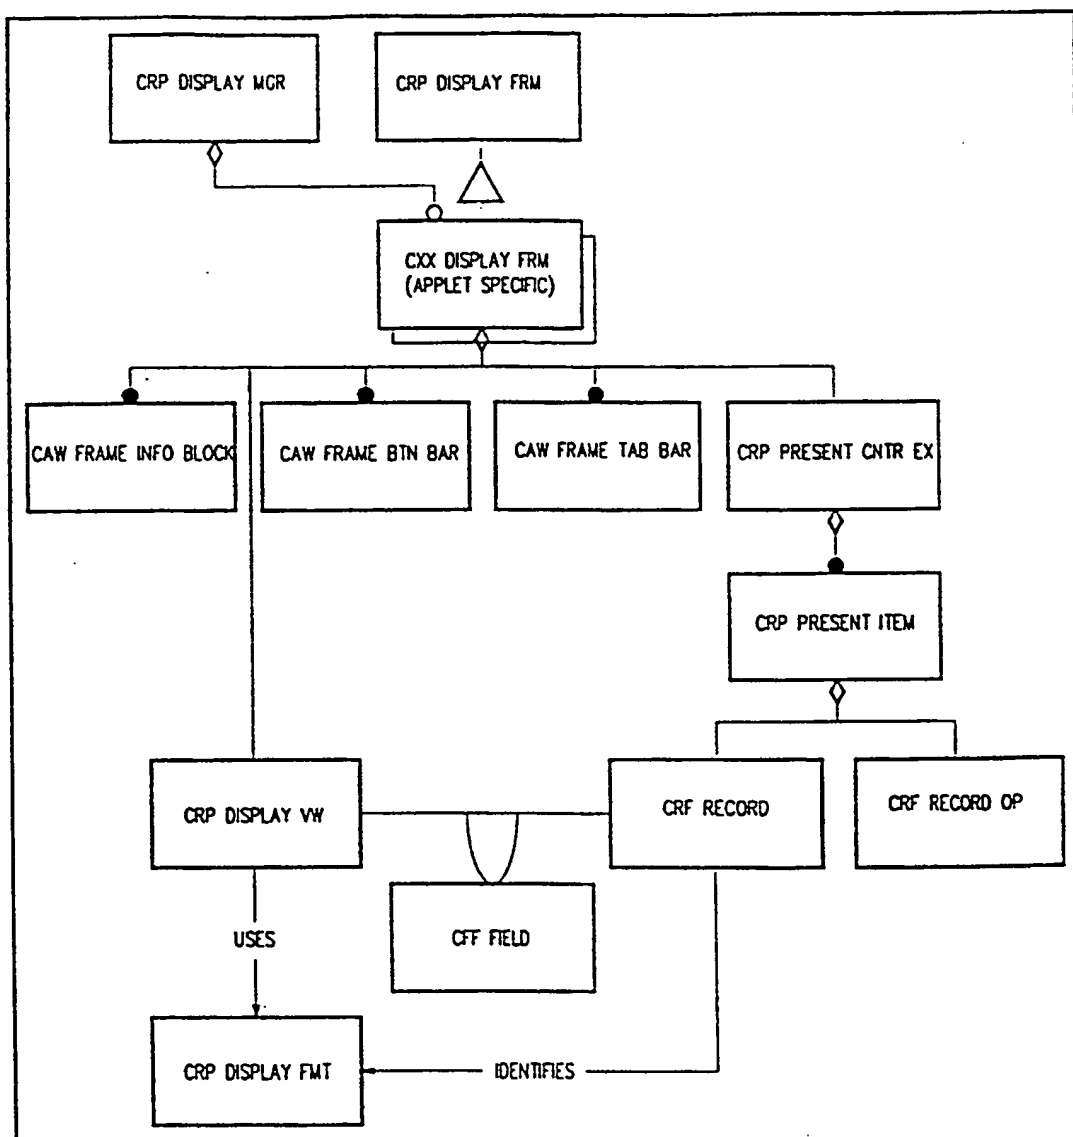 CRP DISPLAY MGR
CRP DISPLAY FRM
CXX DISPLAY FRM
(APPLET SPECIFIC)
CAW FRAME INFO BLOCK
CAW FRAME BTN BAR
CAW FRAME TAB BAR
CRP PRESENT CNTR EX
CRP PRESENT ITEM
CRP DISPLAY VW
CRF RECORD
CRF RECORD OP
CFF FIELD
USES
CRP DISPLAY FMT
IDENTIFIES